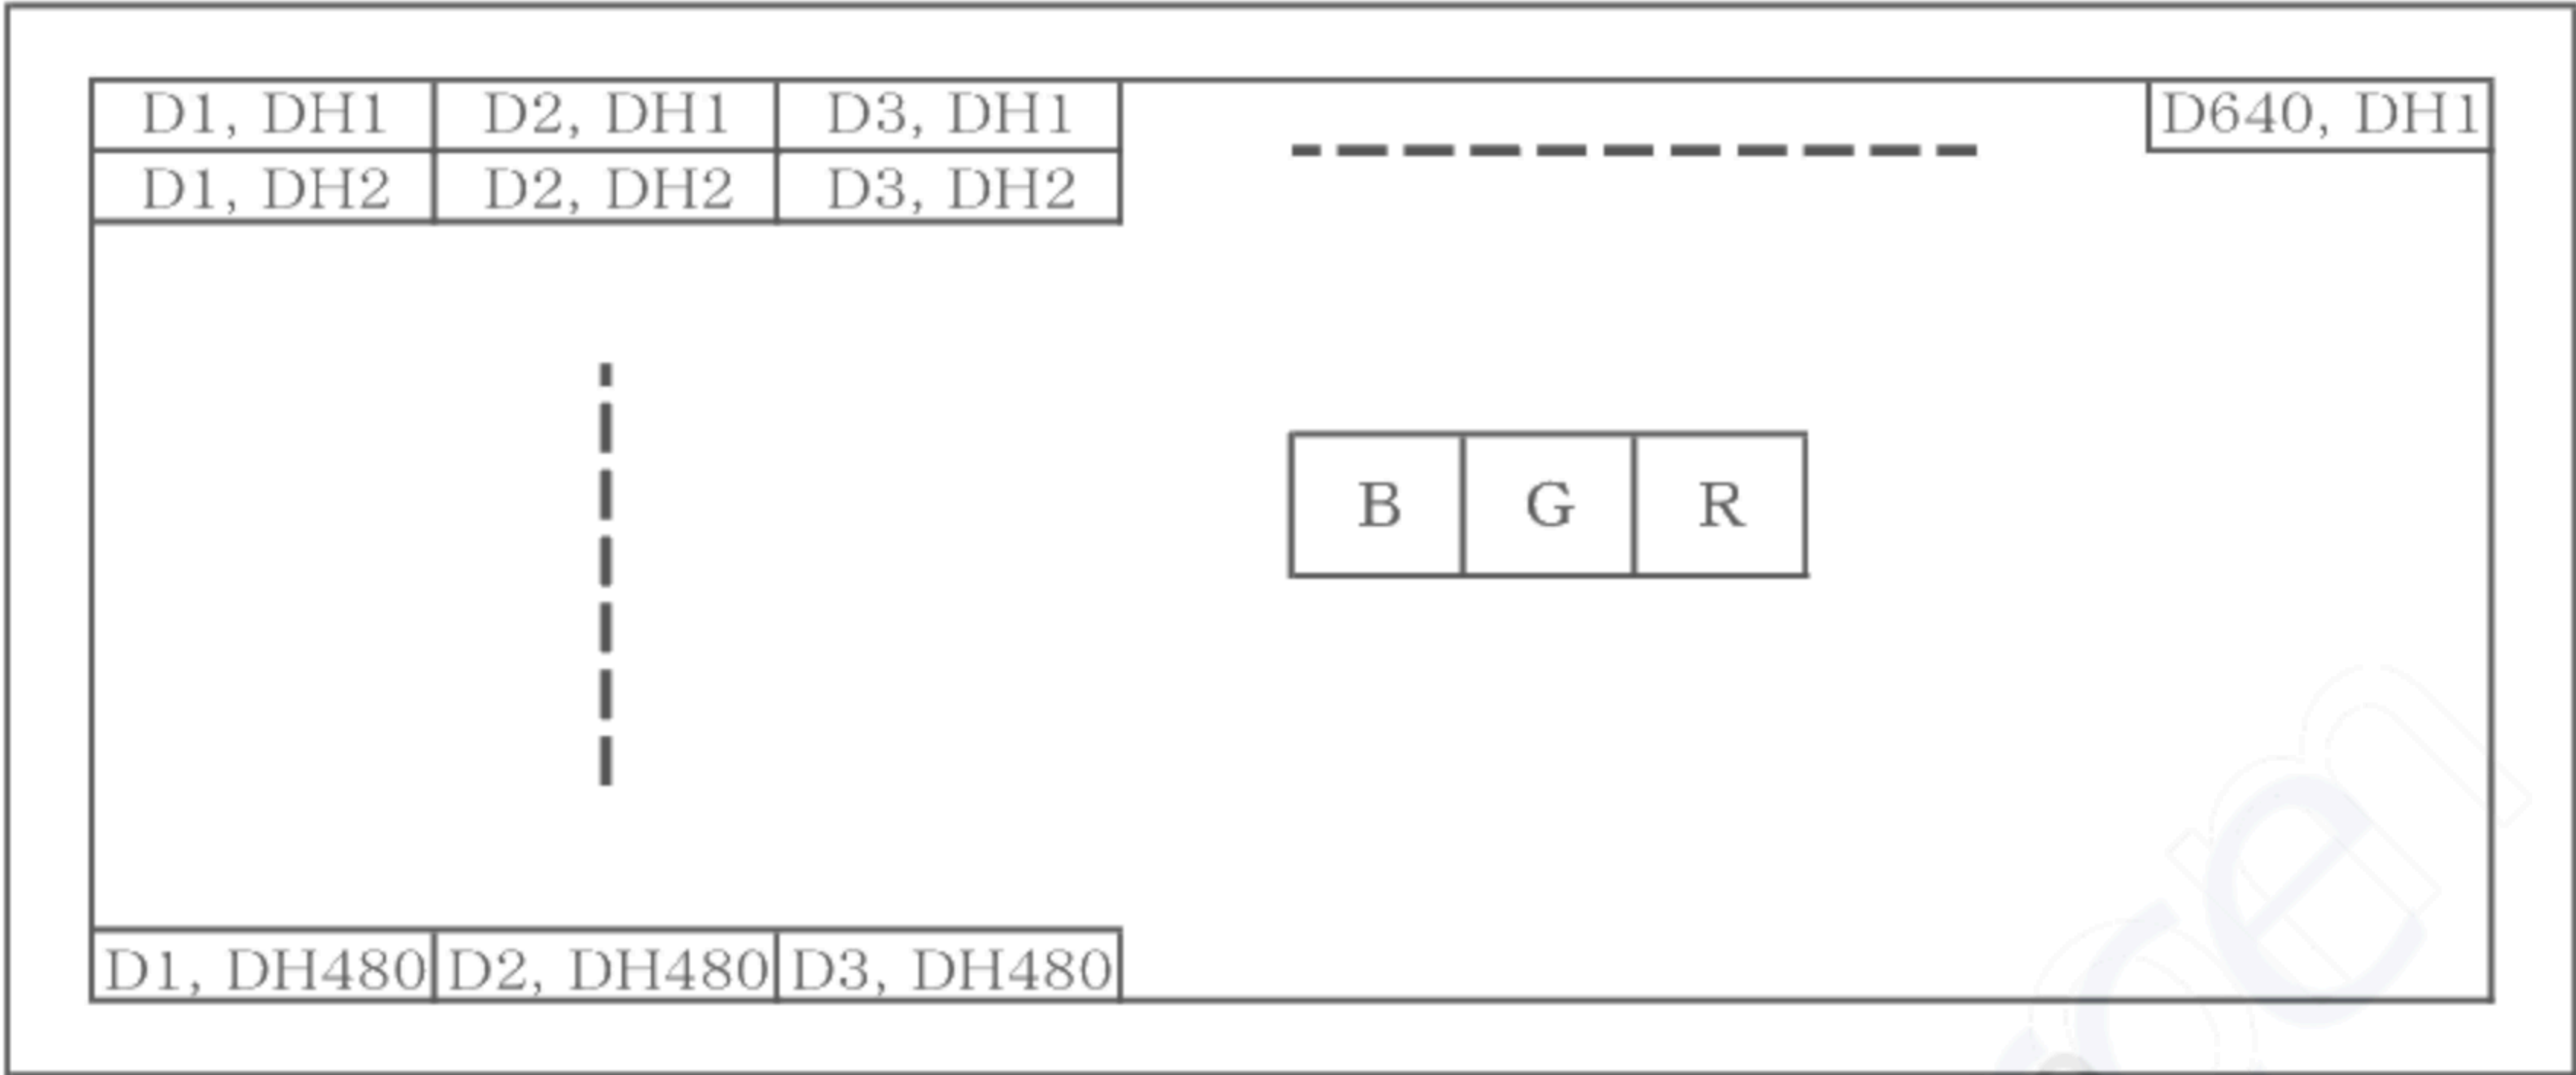 D1, DH1 D2, DH1 D3, DH1 D640, DH1
D1, DH2 D2, DH2 D3, DH2
B G R
D1, DH480 D2, DH480 D3, DH480